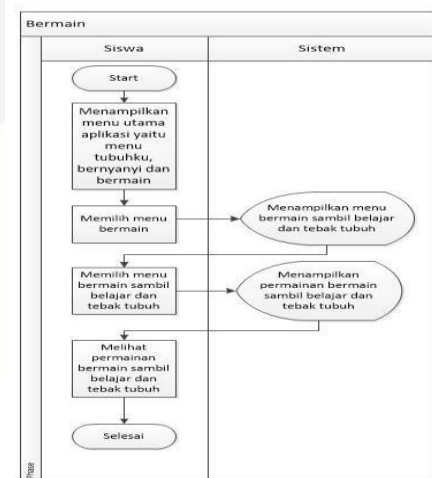 Bermain
Siswa
Sistem
Start
Menampilkan
menu utama
aplikasi yaitu
menu
tubuhku,
bernyanyi dan
bermain
Memilih menu
bermain
Menampilkan menu
bermain sambil belajar
dan tebak tubuh
Memilih menu
bermain sambil
belajar dan
tebak tubuh
Menampilkan
permainan bermain
sambil belajar dan
tebak tubuh
Melihat
permainan
bermain sambil
belajar dan
tebak tubuh
Selesai
Phase